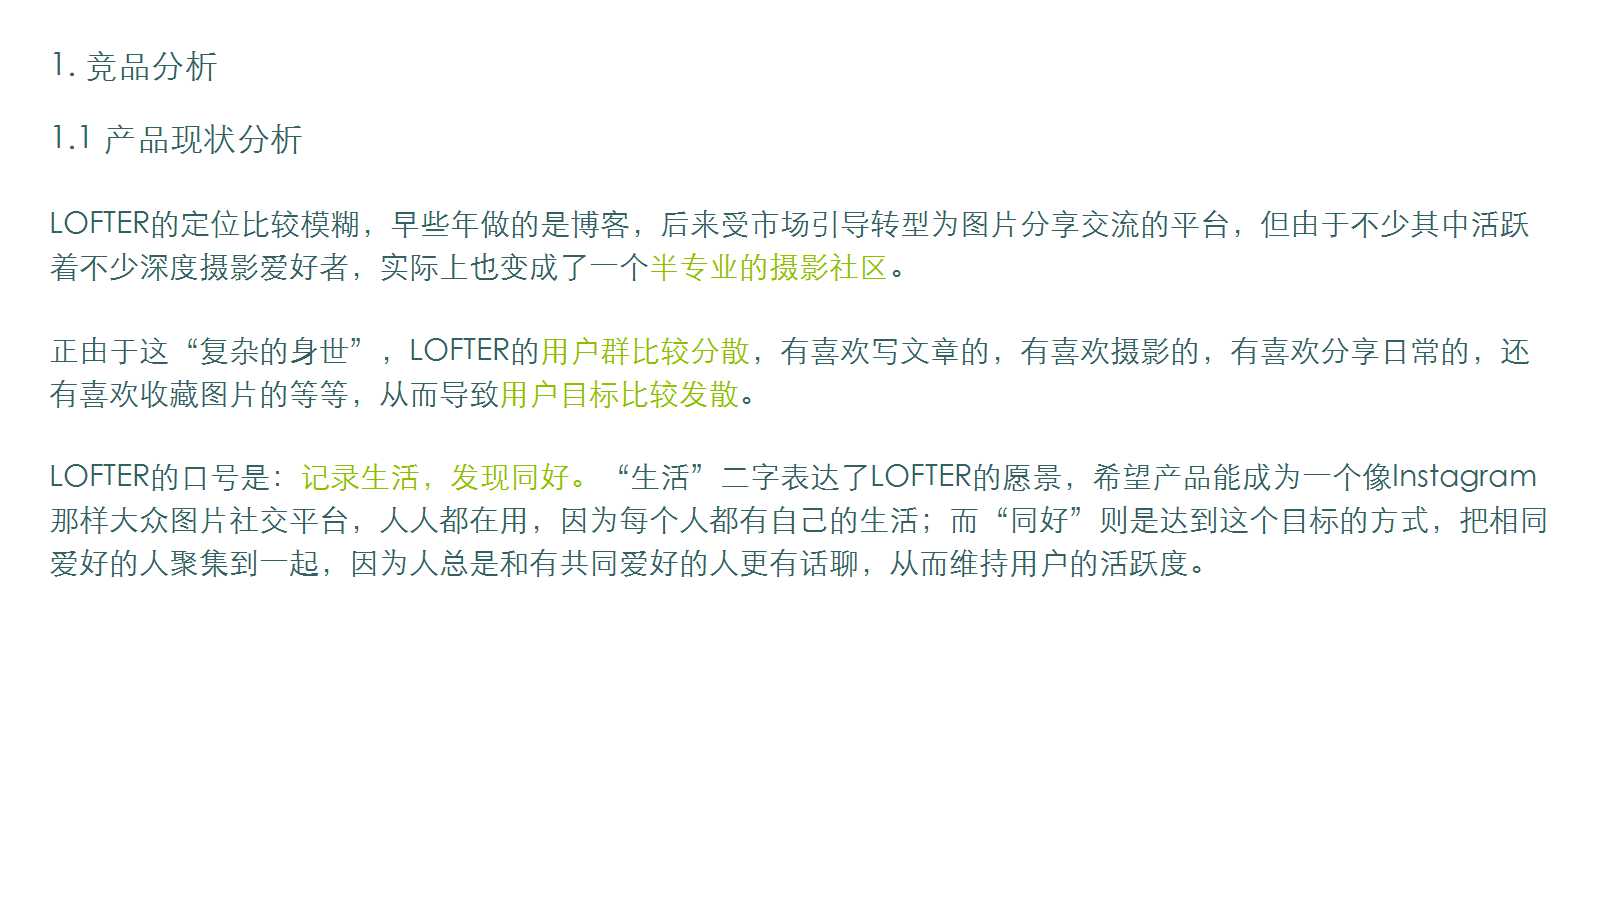 1. 竞品分析
1.1 产品现状分析
LOFTER的定位比较模糊，早些年做的是博客，后来受市场引导转型为图片分享交流的平台，但由于不少其中活跃
着不少深度摄影爱好者，实际上也变成了一个半专业的摄影社区。
正由于这“复杂的身世”，LOFTER的用户群比较分散，有喜欢写文章的，有喜欢摄影的，有喜欢分享日常的，还
有喜欢收藏图片的等等，从而导致用户目标比较发散。
LOFTER的口号是：记录生活，发现同好。“生活”二字表达了LOFTER的愿景，希望产品能成为一个像Instagram
那样大众图片社交平台，人人都在用，因为每个人都有自己的生活；而“同好”则是达到这个目标的方式，把相同
爱好的人聚集到一起，因为人总是和有共同爱好的人更有话聊，从而维持用户的活跃度。